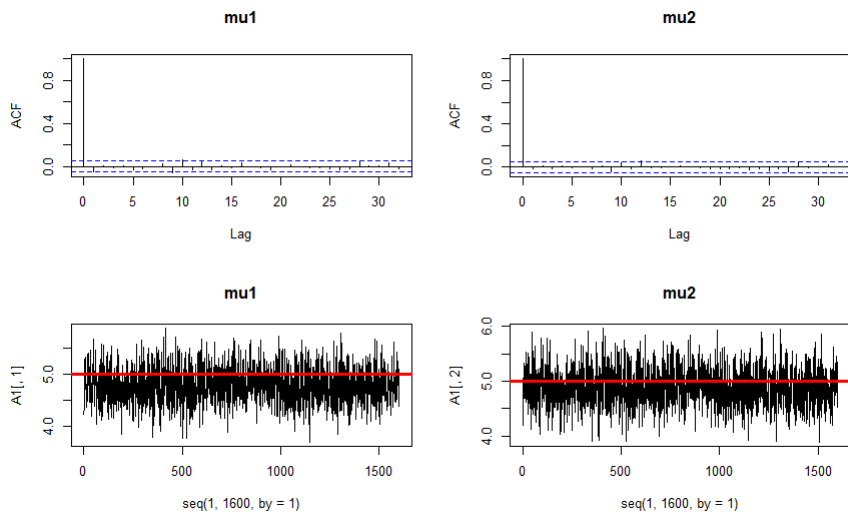 mu1
ACF
0.0 0.4 0.8
0 5 10 15 20 25 30
Lag
mu2
ACF
0.0 0.4 0.8
0 5 10 15 20 25 30
Lag
mu1
A1[, 1]
4.0 5.0
0 500 1000 1500
seq(1, 1600, by = 1)
mu2
A1[, 2]
4.0 5.0 6.0
0 500 1000 1500
seq(1, 1600, by = 1)